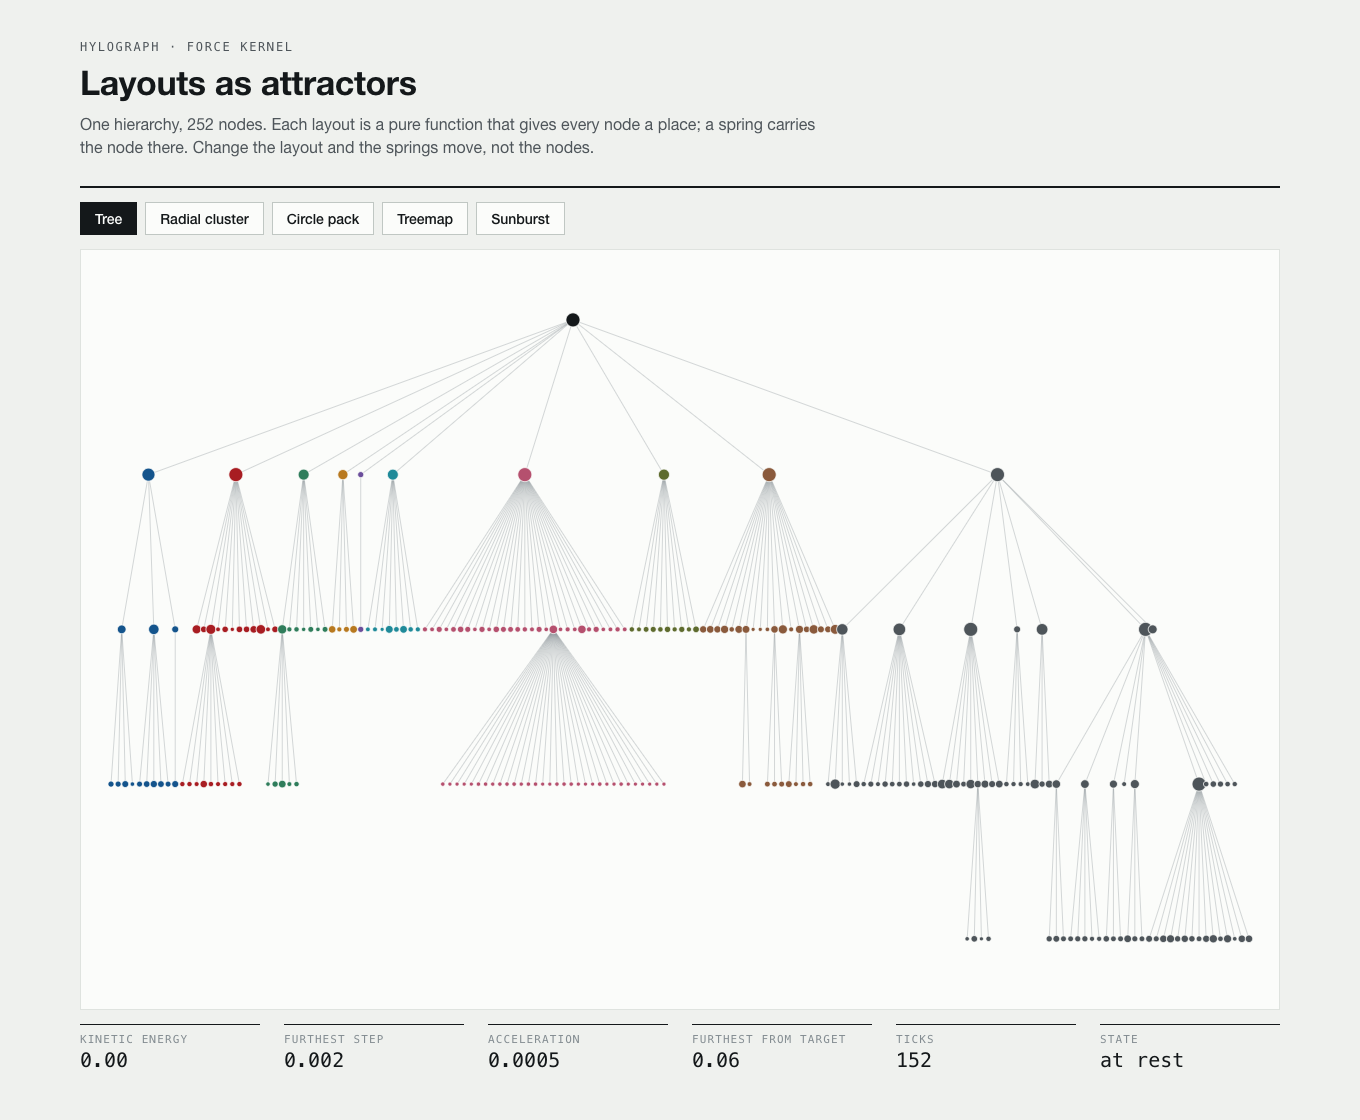 HYLOGRAPH · FORCE KERNEL
Layouts as attractors
One hierarchy, 252 nodes. Each layout is a pure function that gives every node a place; a spring carries
the node there. Change the layout and the springs move, not the nodes.
Tree Radial cluster Circle pack Treemap Sunburst
KINETIC ENERGY FURTHEST STEP ACCELERATION FURTHEST FROM TARGET TICKS STATE
0.00 0.002 0.0005 0.06 152 at rest